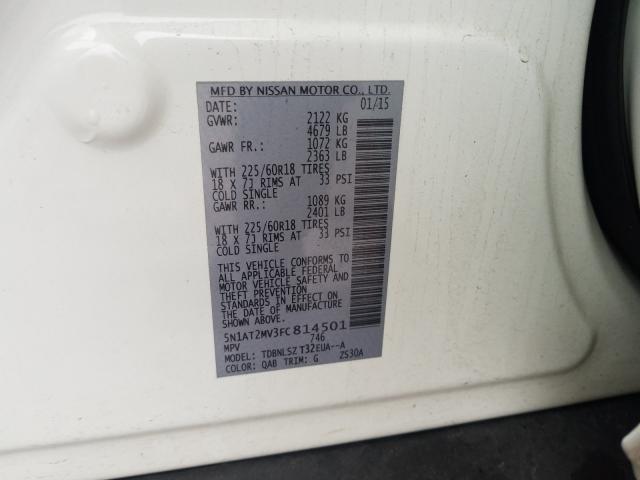 MFD BY NISSAN MOTOR CO., LTD.
DATE: 01/15
GVWR: 2122 KG
4679 LB
GAWR FR.: 1072 KG
2363 LB
WITH 225/60R18 TIRES
18 X 7J RIMS AT 33 PSI
COLD SINGLE
GAWR RR.: 1089 KG
2401 LB
WITH 225/60R18 TIRES
18 X 7J RIMS AT 33 PSI
COLD SINGLE
THIS VEHICLE CONFORMS TO
ALL APPLICABLE FEDERAL
MOTOR VEHICLE SAFETY AND
THEFT PREVENTION
STANDARDS IN EFFECT ON
THE DATE OF MANUFACTURE
SHOWN ABOVE.
5N1AT2MV3FC814501
MPV 746
MODEL: TDBNLSZ T32EUA--A
COLOR: QAB TRIM: G ZS30A